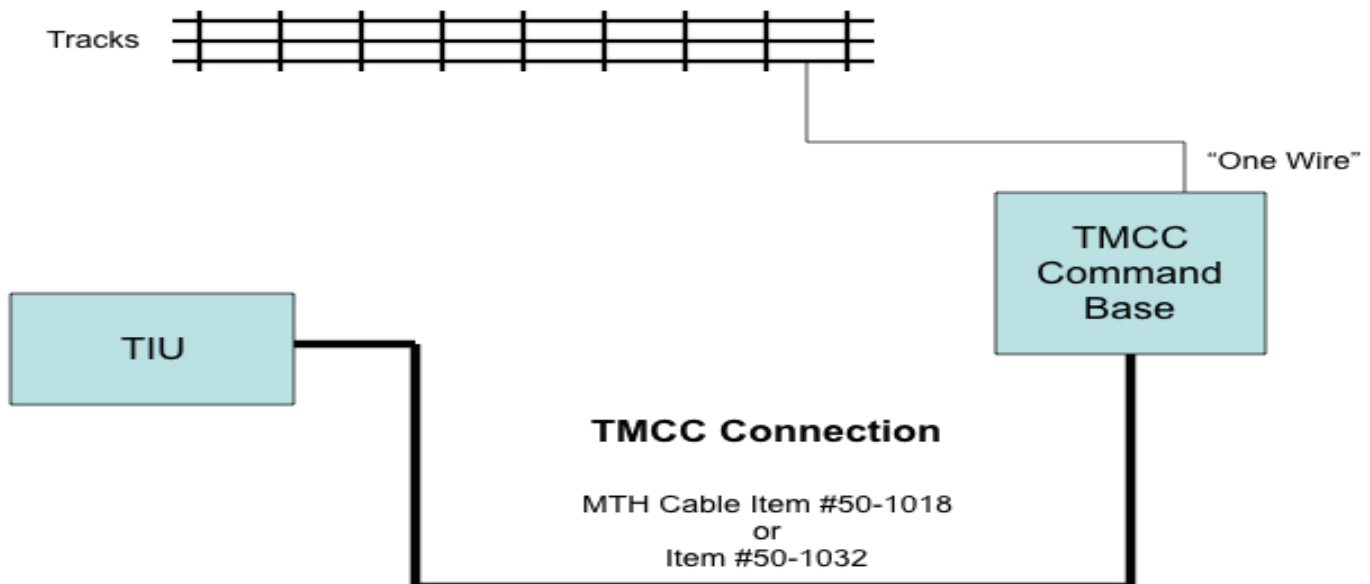 Tracks
“One Wire”
TMCC
Command
Base
TIU
TMCC Connection
MTH Cable Item #50-1018
or
Item #50-1032